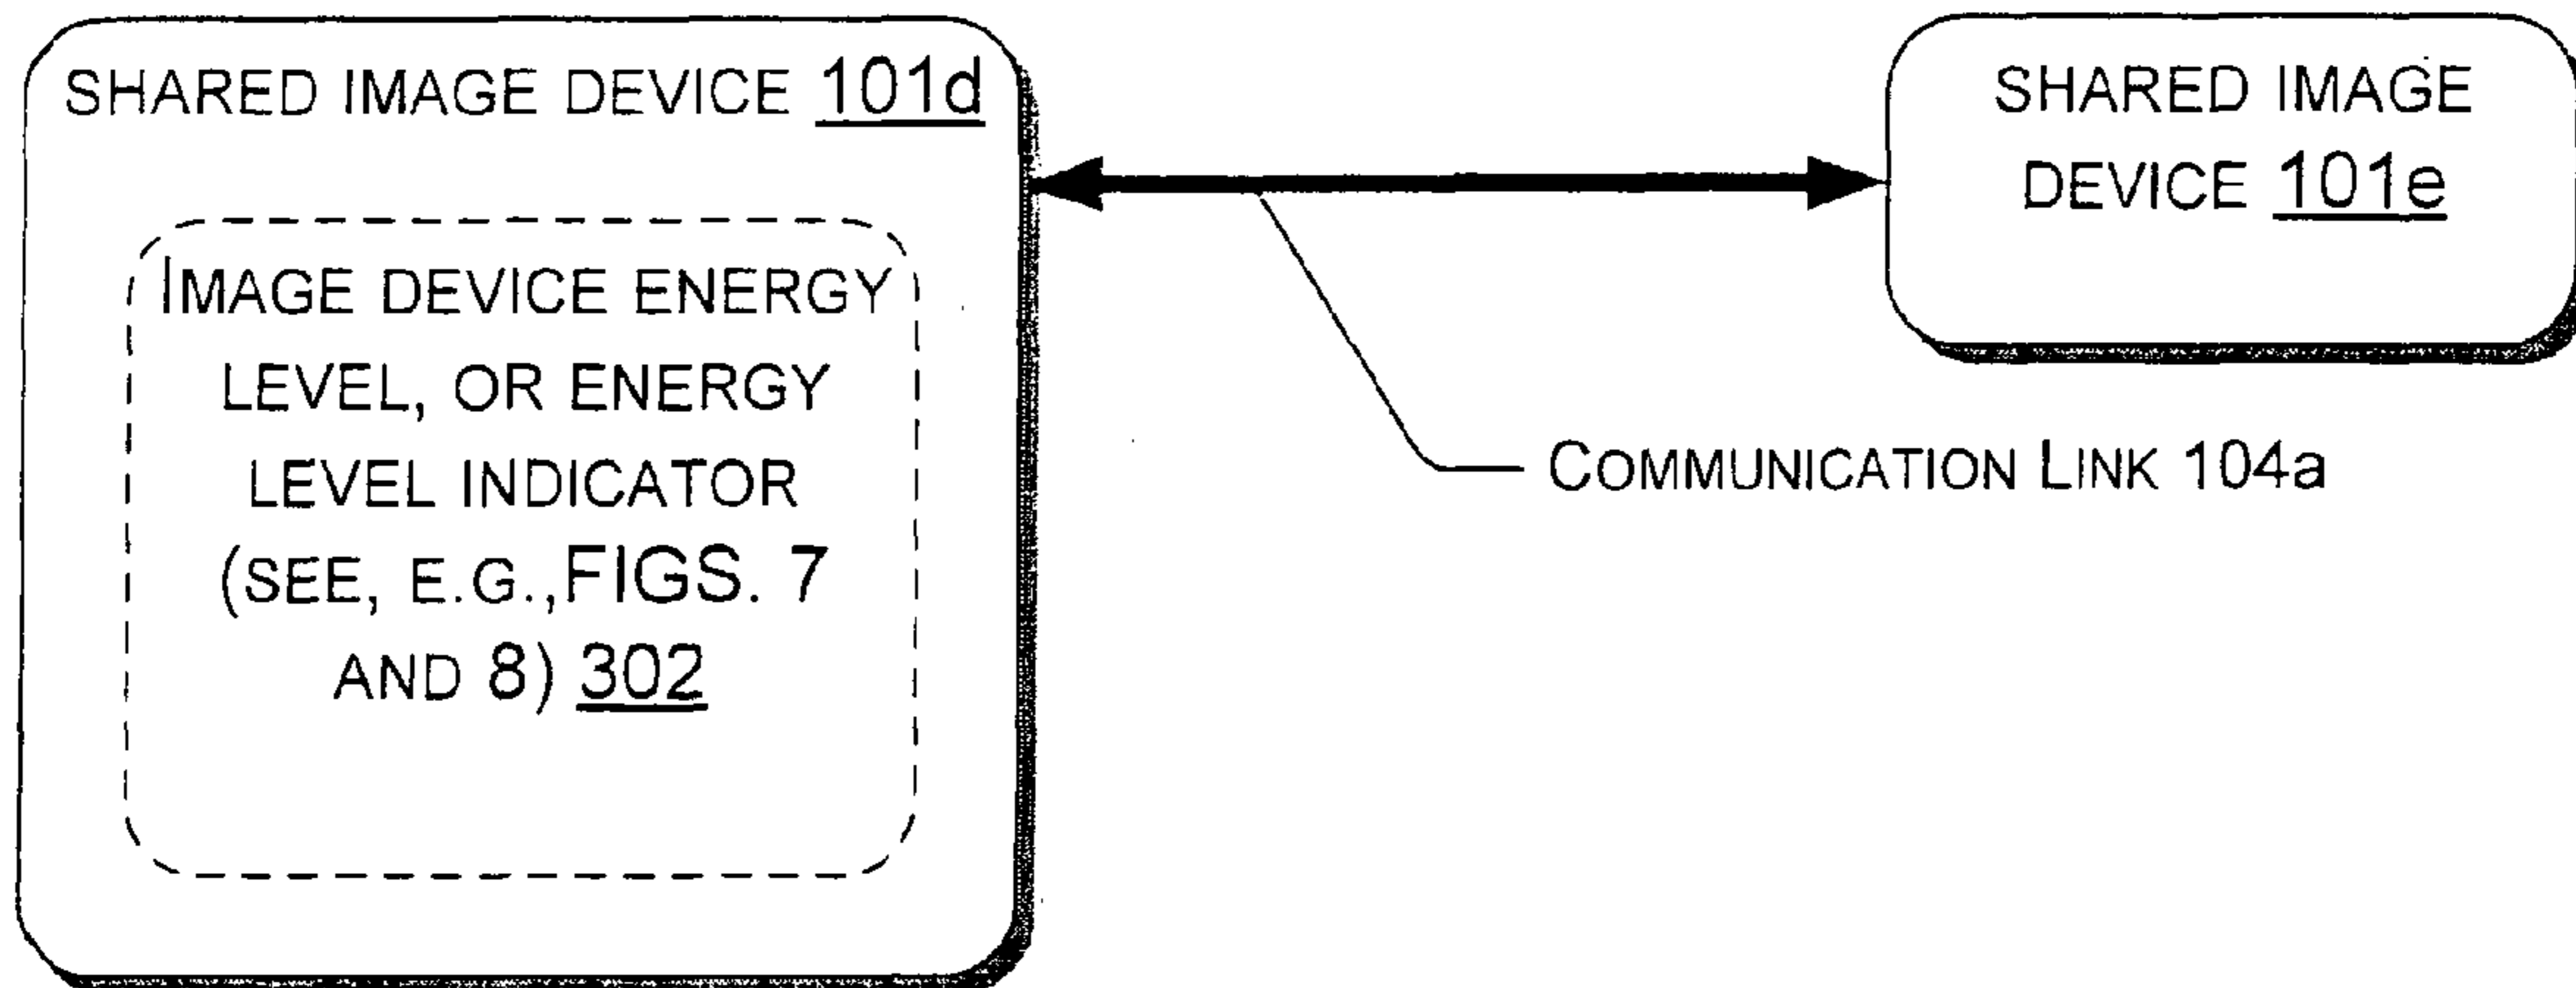 SHARED IMAGE DEVICE 101d
IMAGE DEVICE ENERGY
LEVEL, OR ENERGY
LEVEL INDICATOR
(SEE, E.G.,FIGS. 7
AND 8) 302
SHARED IMAGE
DEVICE 101e
COMMUNICATION LINK 104a